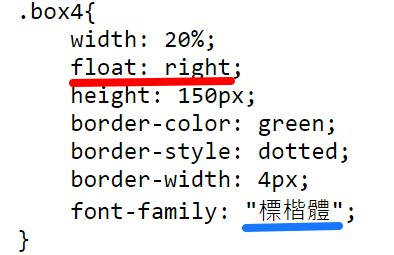 .box4{
    width: 20%;
    float: right;
    height: 150px;
    border-color: green;
    border-style: dotted;
    border-width: 4px;
    font-family: "標楷體";
}